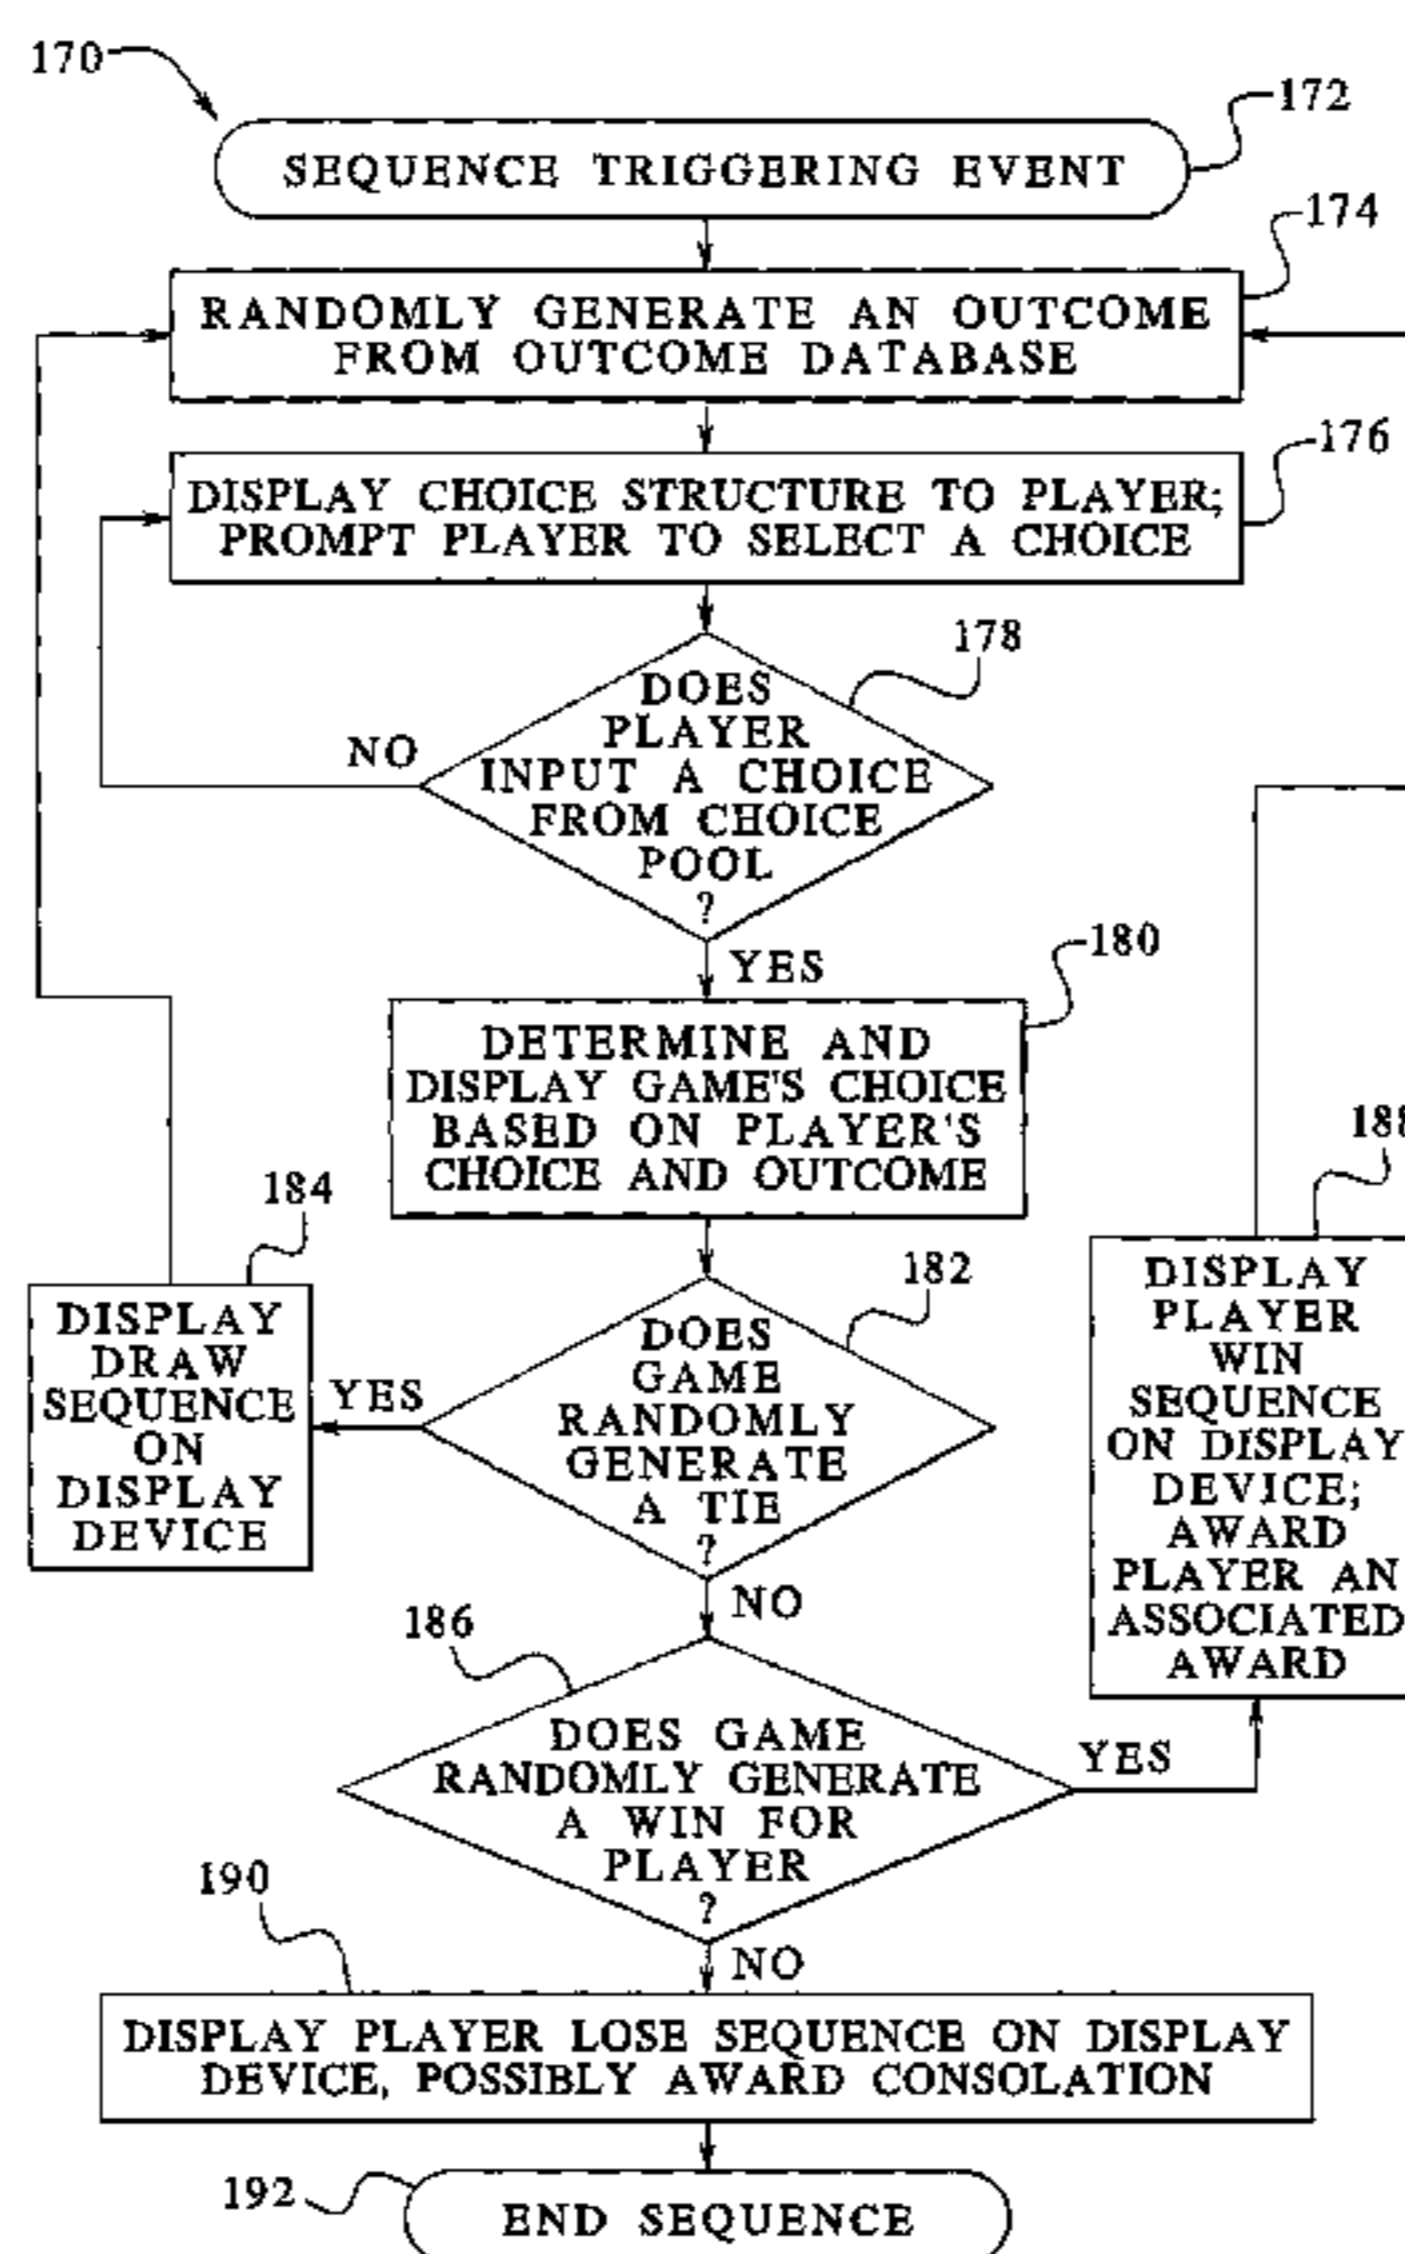 170
172
SEQUENCE TRIGGERING EVENT
174
RANDOMLY GENERATE AN OUTCOME
FROM OUTCOME DATABASE
176
DISPLAY CHOICE STRUCTURE TO PLAYER;
PROMPT PLAYER TO SELECT A CHOICE
178
DOES
PLAYER
INPUT A CHOICE
FROM CHOICE
POOL
?
NO
YES
180
DETERMINE AND
DISPLAY GAME'S CHOICE
BASED ON PLAYER'S
CHOICE AND OUTCOME
184
DISPLAY
DRAW
SEQUENCE
ON
DISPLAY
DEVICE
YES
182
DOES
GAME
RANDOMLY
GENERATE
A TIE
?
NO
188
DISPLAY
PLAYER
WIN
SEQUENCE
ON DISPLAY
DEVICE;
AWARD
PLAYER AN
ASSOCIATED
AWARD
186
DOES GAME
RANDOMLY GENERATE
A WIN FOR
PLAYER
?
YES
NO
190
DISPLAY PLAYER LOSE SEQUENCE ON DISPLAY
DEVICE, POSSIBLY AWARD CONSOLATION
192
END SEQUENCE